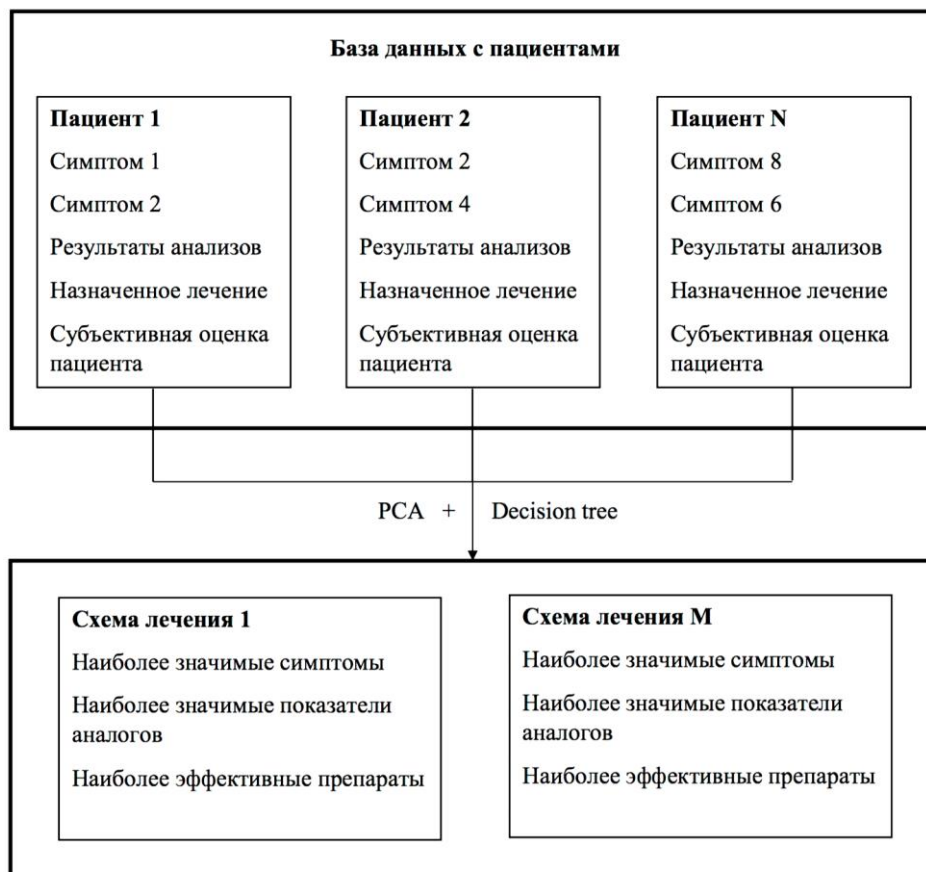 База данных с пациентами
Пациент 1
Симптом 1
Симптом 2
Результаты анализов
Назначенное лечение
Субъективная оценка
пациента
Пациент 2
Симптом 2
Симптом 4
Результаты анализов
Назначенное лечение
Субъективная оценка
пациента
Пациент N
Симптом 8
Симптом 6
Результаты анализов
Назначенное лечение
Субъективная оценка
пациента
PCA + Decision tree
Схема лечения 1
Наиболее значимые симптомы
Наиболее значимые показатели
аналогов
Наиболее эффективные препараты
Схема лечения M
Наиболее значимые симптомы
Наиболее значимые показатели
аналогов
Наиболее эффективные препараты